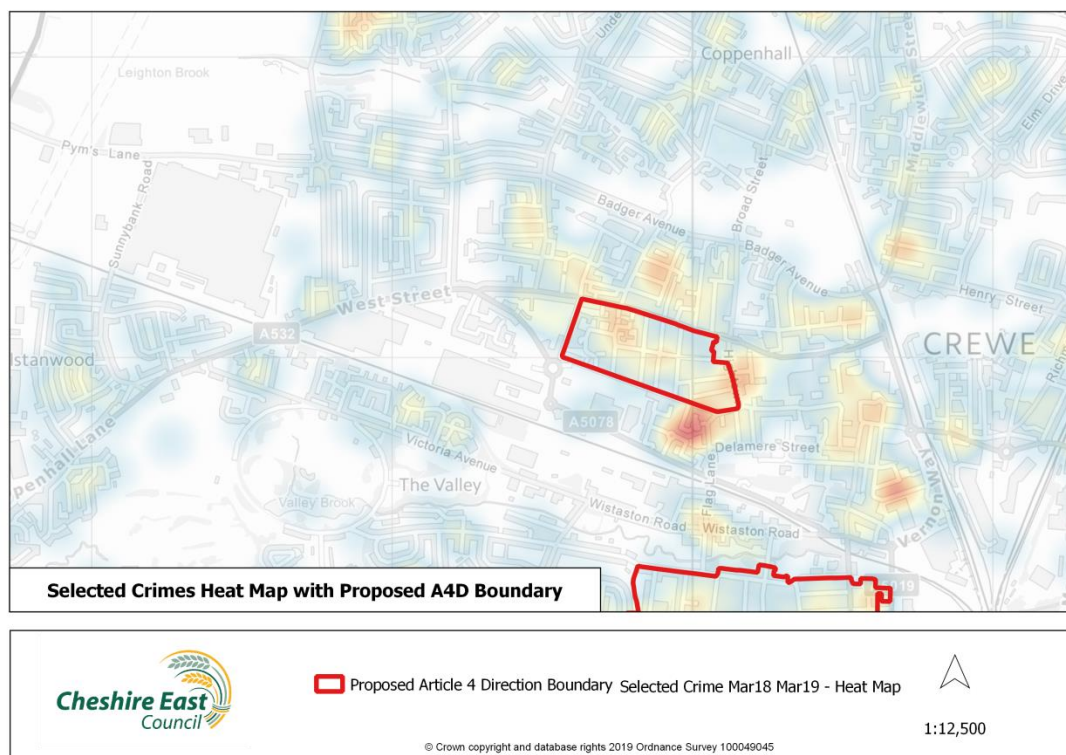 Leighton Brook
Coppenhall
Middlewich Street
Elm Drive
Pym's Lane
Sunnybank Road
Broad Street
Badger Avenue
Badger Avenue
Henry Street
West Street
A532
CREWE
A5078
Delamere Street
Victoria Avenue
Flag Lane
The Valley
Valley Brook
Wistaston Road
Wistaston Road
Vernon Way
Selected Crimes Heat Map with Proposed A4D Boundary
Cheshire East
Council
Proposed Article 4 Direction Boundary Selected Crime Mar18 Mar19 - Heat Map
1:12,500
© Crown copyright and database rights 2019 Ordnance Survey 100049045